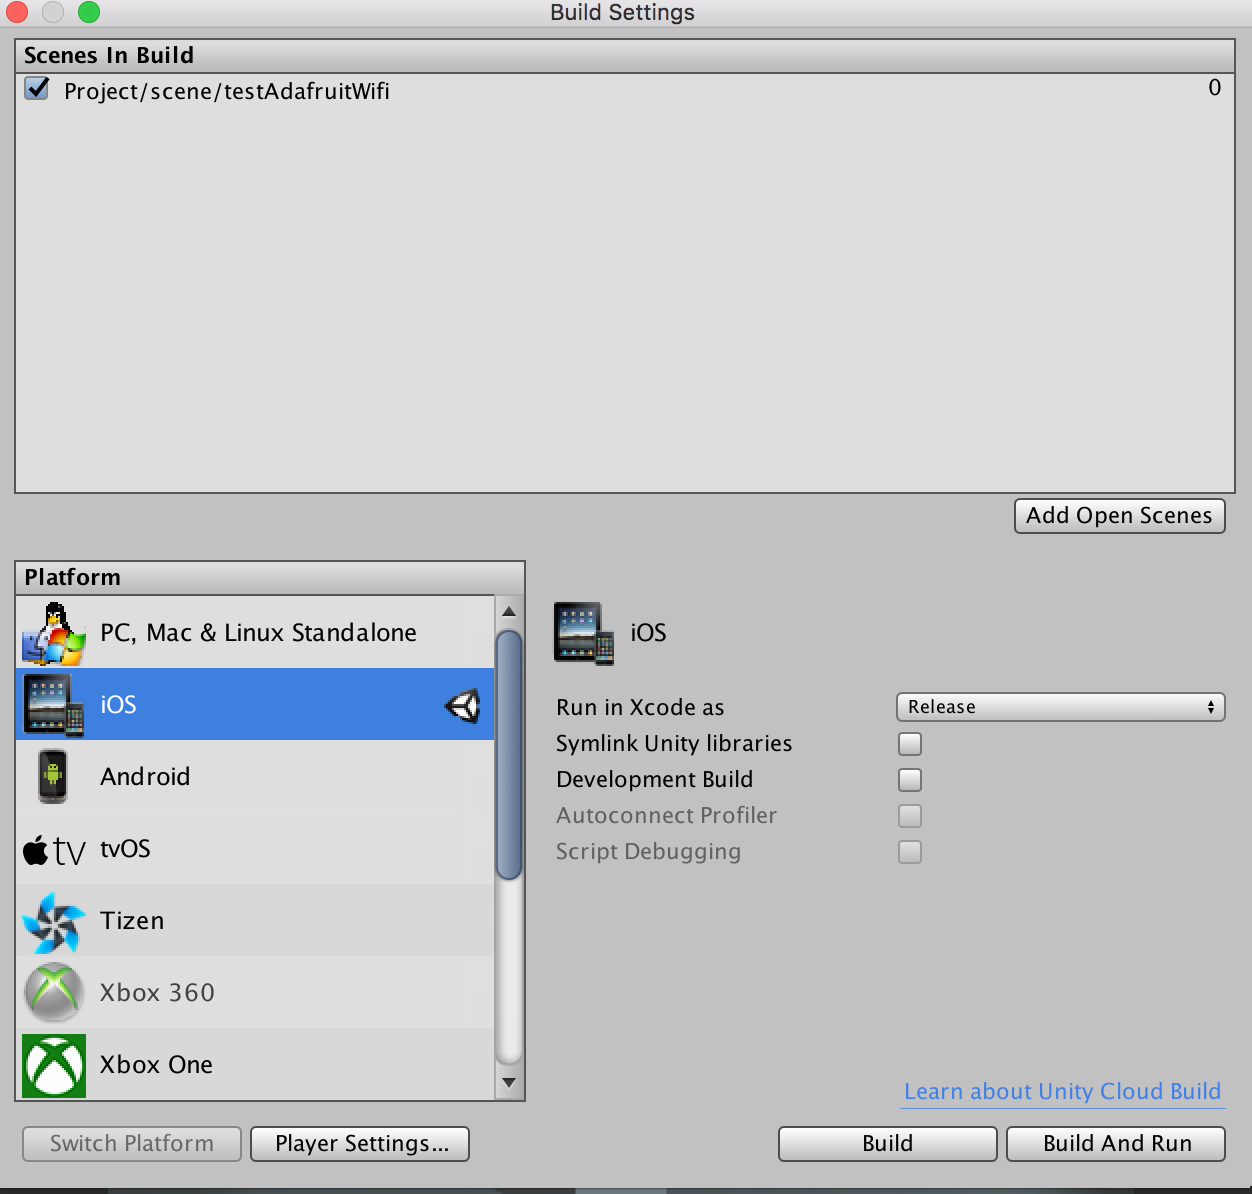 Build Settings
Scenes In Build
Project/scene/testAdafruitWifi 0
Add Open Scenes
Platform
PC, Mac & Linux Standalone
iOS
Android
tv tvOS
Tizen
Xbox 360
Xbox One
iOS
Run in Xcode as Release
Symlink Unity libraries
Development Build
Autoconnect Profiler
Script Debugging
Learn about Unity Cloud Build
Switch Platform Player Settings... Build Build And Run